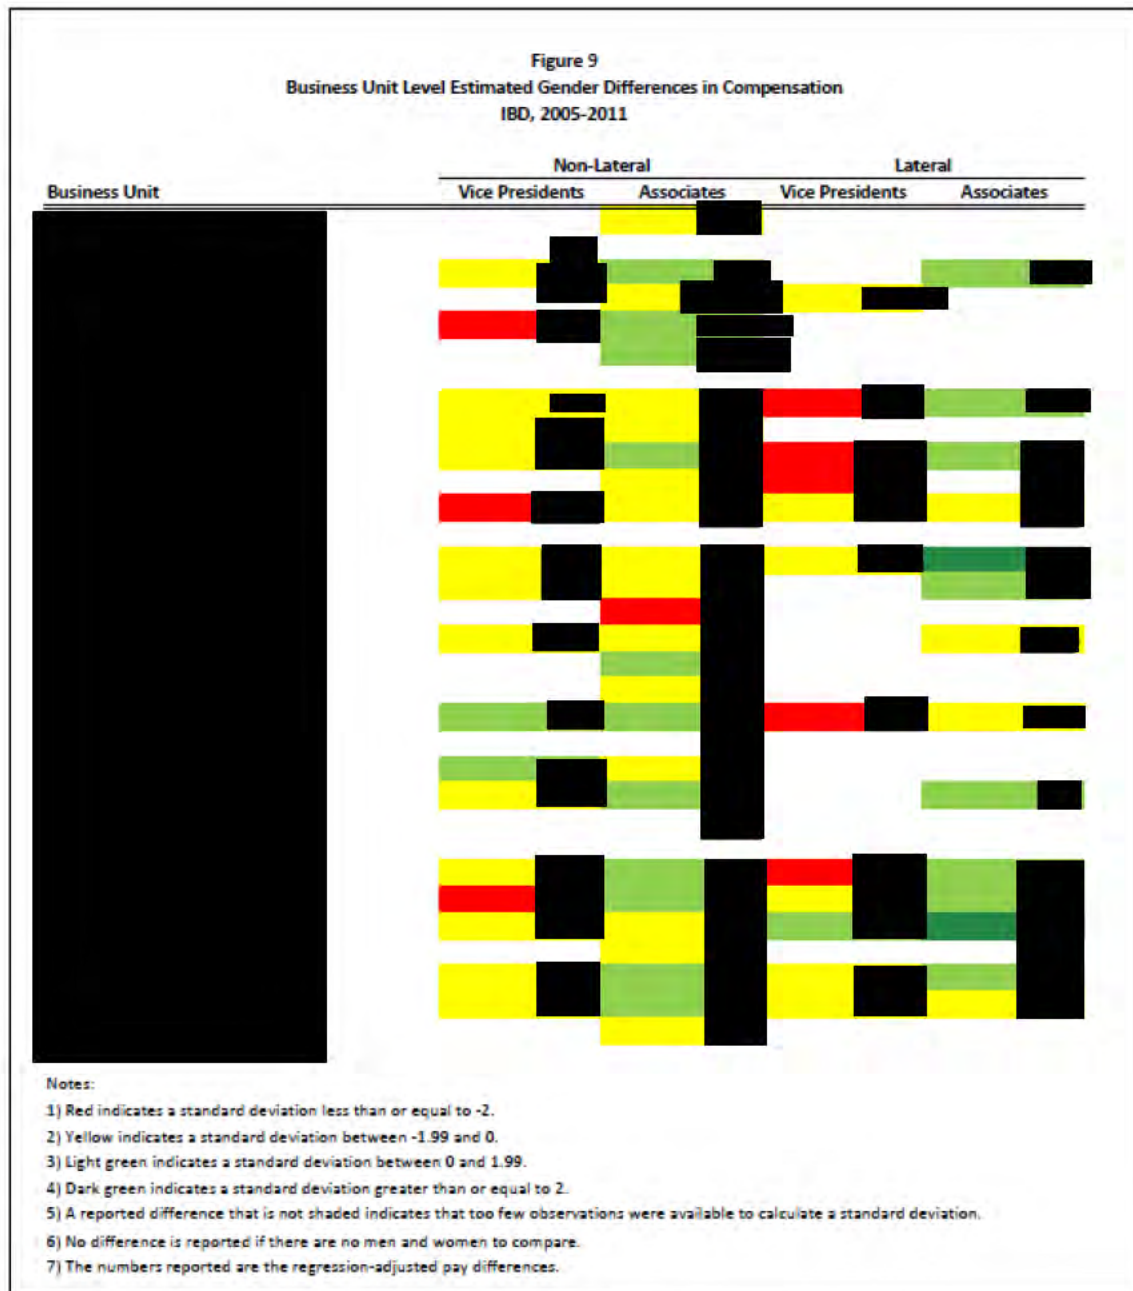 Figure 9
Business Unit Level Estimated Gender Differences in Compensation
IBD, 2005-2011
Non-Lateral Lateral
Business Unit Vice Presidents Associates Vice Presidents Associates
Notes:
1) Red indicates a standard deviation less than or equal to -2.
2) Yellow indicates a standard deviation between -1.99 and 0.
3) Light green indicates a standard deviation between 0 and 1.99.
4) Dark green indicates a standard deviation greater than or equal to 2.
5) A reported difference that is not shaded indicates that too few observations were available to calculate a standard deviation.
6) No difference is reported if there are no men and women to compare.
7) The numbers reported are the regression-adjusted pay differences.